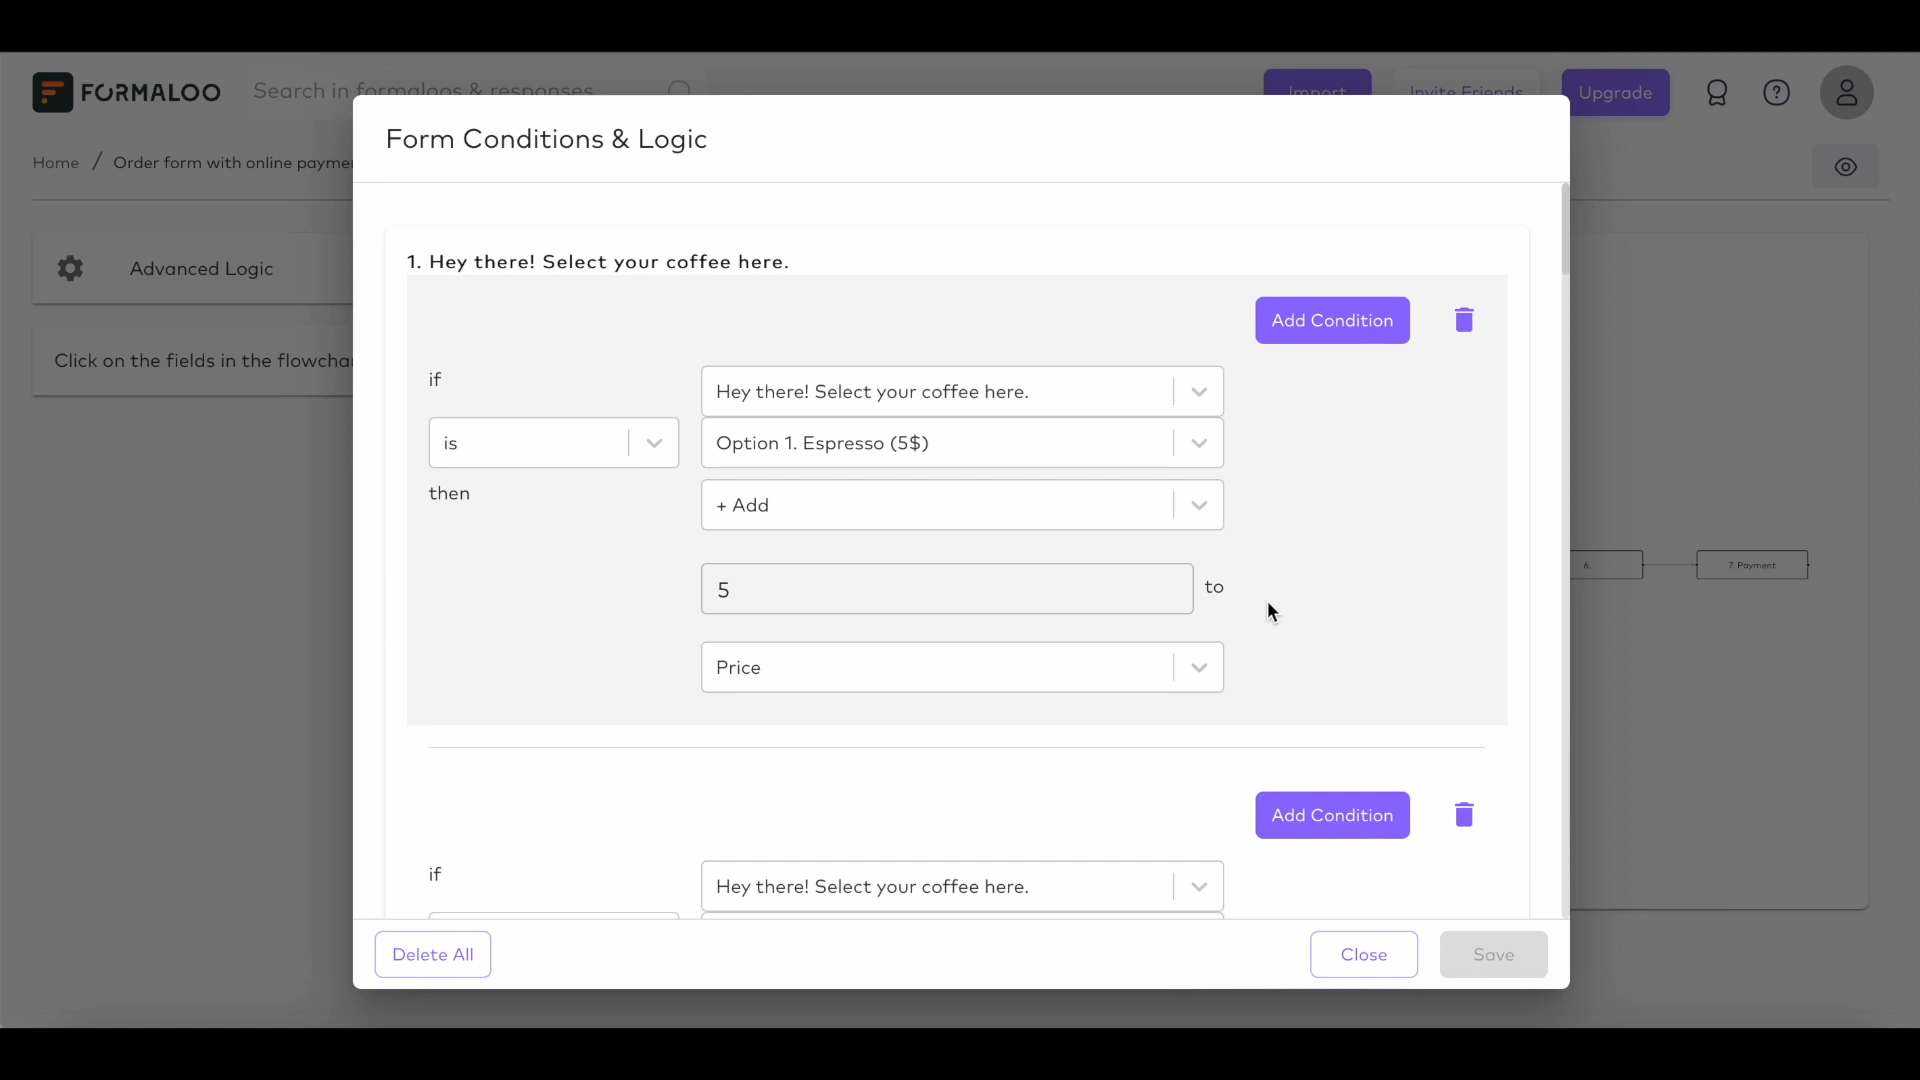 FORMALOO
Search in formaloos & responses
Import
Invite Friends
Upgrade
Home / Order form with online
Form Conditions & Logic
Advanced Logic
Click on the fields in the
1. Hey there! Select your coffee here.
Add Condition
if
Hey there! Select your coffee here.
is
Option 1. Espresso (5$)
then
+ Add
5
to
Price
6.
7. Payment
Add Condition
if
Hey there! Select your coffee here.
Delete All
Close
Save